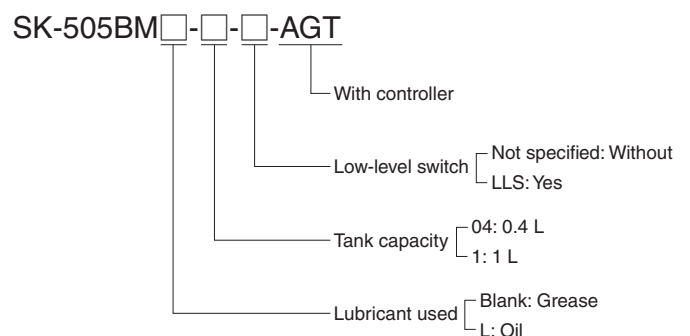 SK-505BM□-□-□-AGT
With controller
Low-level switch
Not specified: Without
LLS: Yes
Tank capacity
04: 0.4 L
1: 1 L
Lubricant used
Blank: Grease
L: Oil